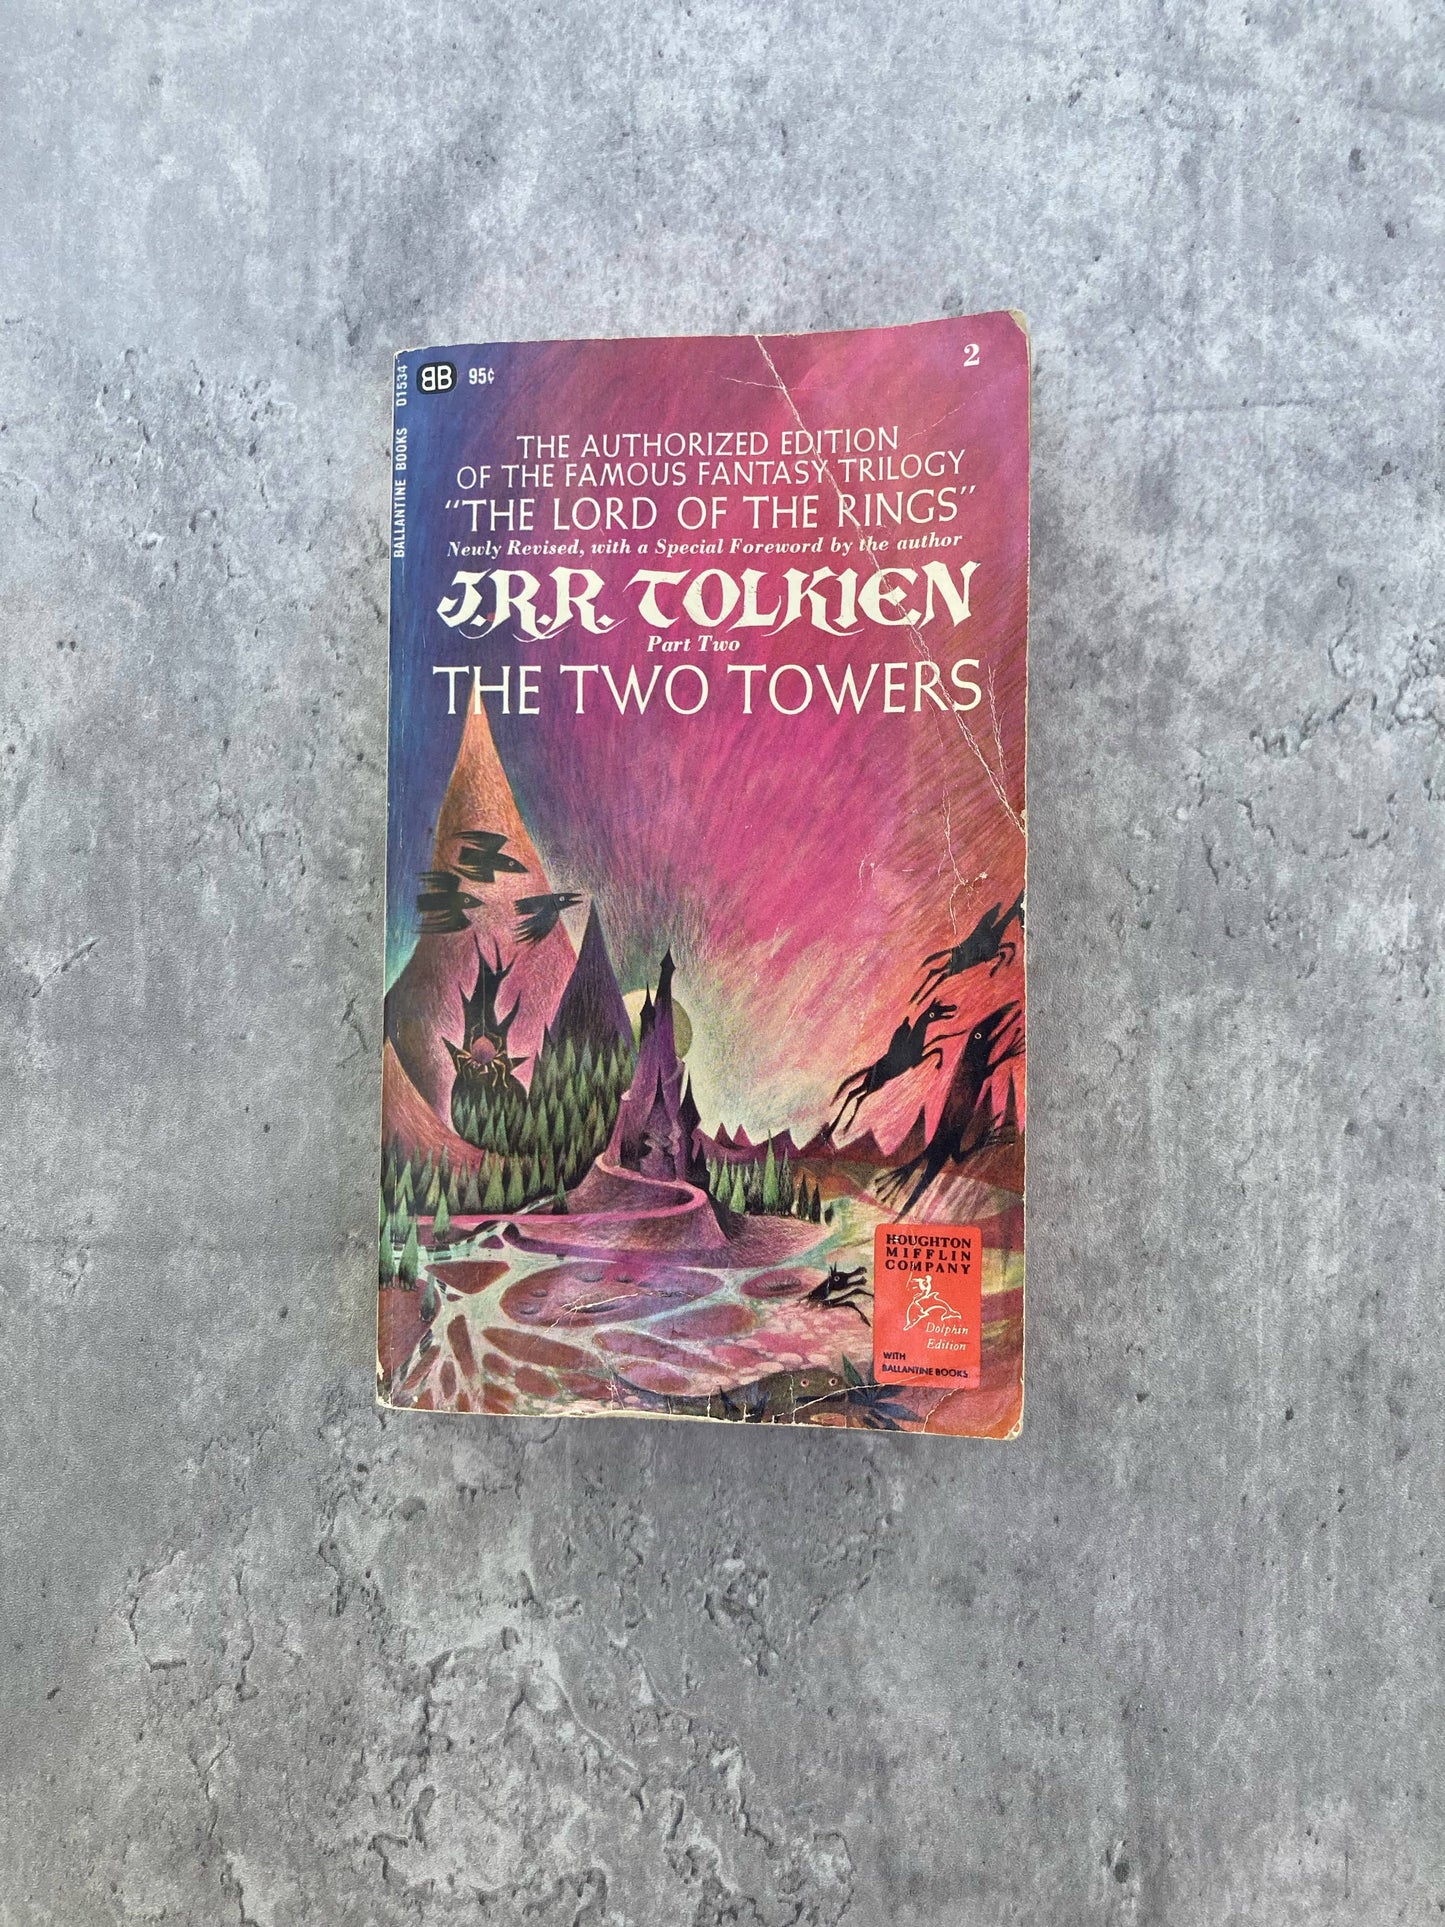 BALLANTINE BOOKS 01534
BB 95¢
2
THE AUTHORIZED EDITION
OF THE FAMOUS FANTASY TRILOGY
"THE LORD OF THE RINGS"
Newly Revised, with a Special Foreword by the author
J.R.R. TOLKIEN
Part Two
THE TWO TOWERS
HOUGHTON
MIFFLIN
COMPANY
Dolphin
Edition
WITH
BALLANTINE BOOKS